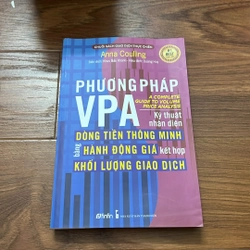 Anna Coulling
PHƯƠNG PHÁP
VPA
A COMPLETE
GUIDE TO VOLUME
PRICE ANALYSIS
Kỹ thuật
nhận diện
DÒNG TIỀN THÔNG MINH
bằng HÀNH ĐỘNG GIÁ kết hợp
KHỐI LƯỢNG GIAO DỊCH